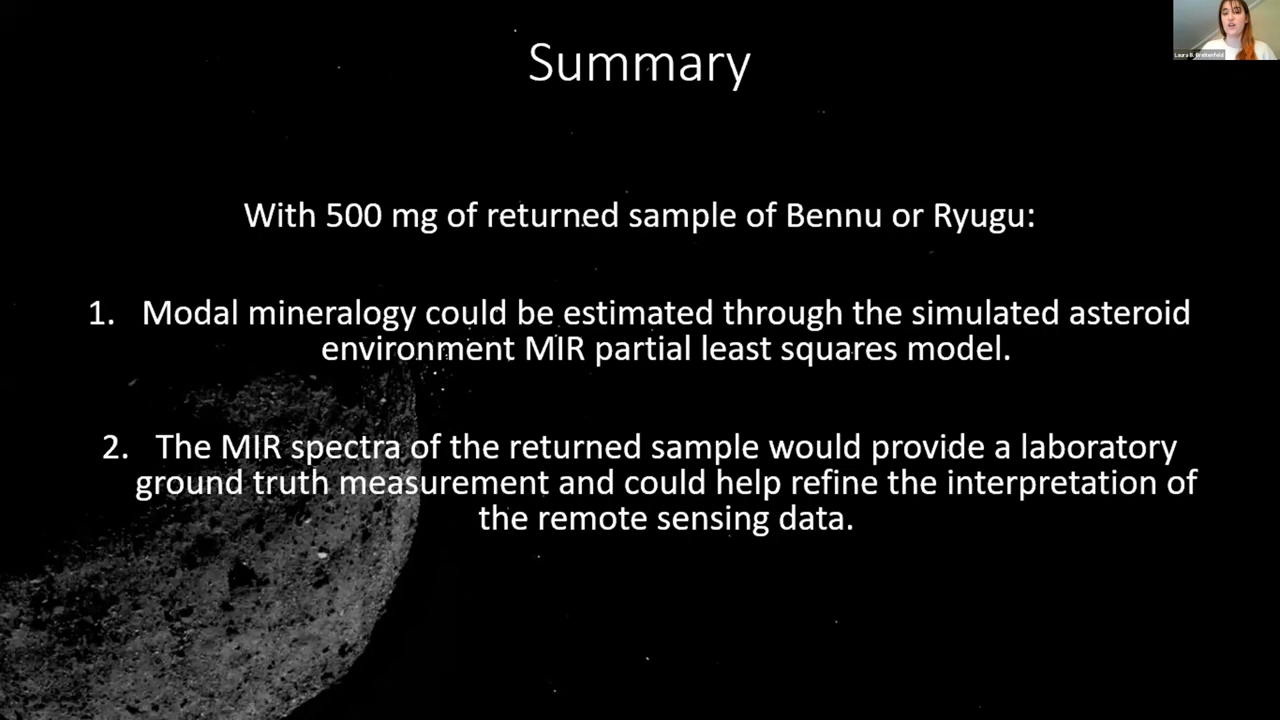 Laura B. Breitenfeld
Summary
With 500 mg of returned sample of Bennu or Ryugu:
1. Modal mineralogy could be estimated through the simulated asteroid
environment MIR partial least squares model.
2. The MIR spectra of the returned sample would provide a laboratory
ground truth measurement and could help refine the interpretation of
the remote sensing data.